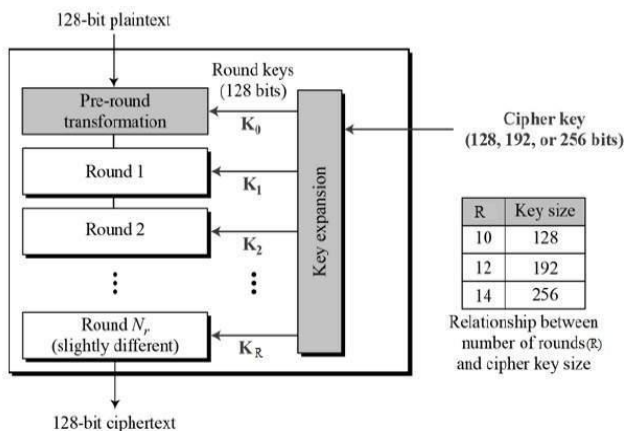 128-bit plaintext
Round keys
(128 bits)
Pre-round
transformation
K0
Cipher key
(128, 192, or 256 bits)
Round 1
K1
Round 2
K2
Key expansion
Round Nr
(slightly different)
KR
128-bit ciphertext
R Key size
10 128
12 192
14 256
Relationship between
number of rounds(R)
and cipher key size